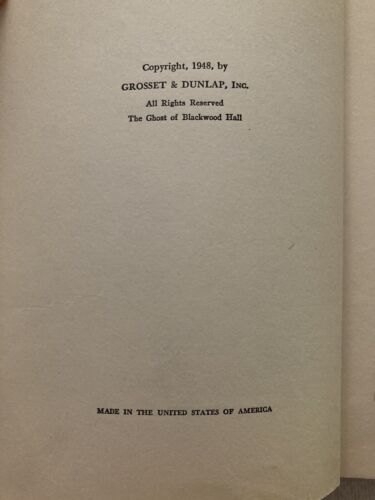 Copyright, 1948, by
GROSSET & DUNLAP, INC.
All Rights Reserved
The Ghost of Blackwood Hall
MADE IN THE UNITED STATES OF AMERICA